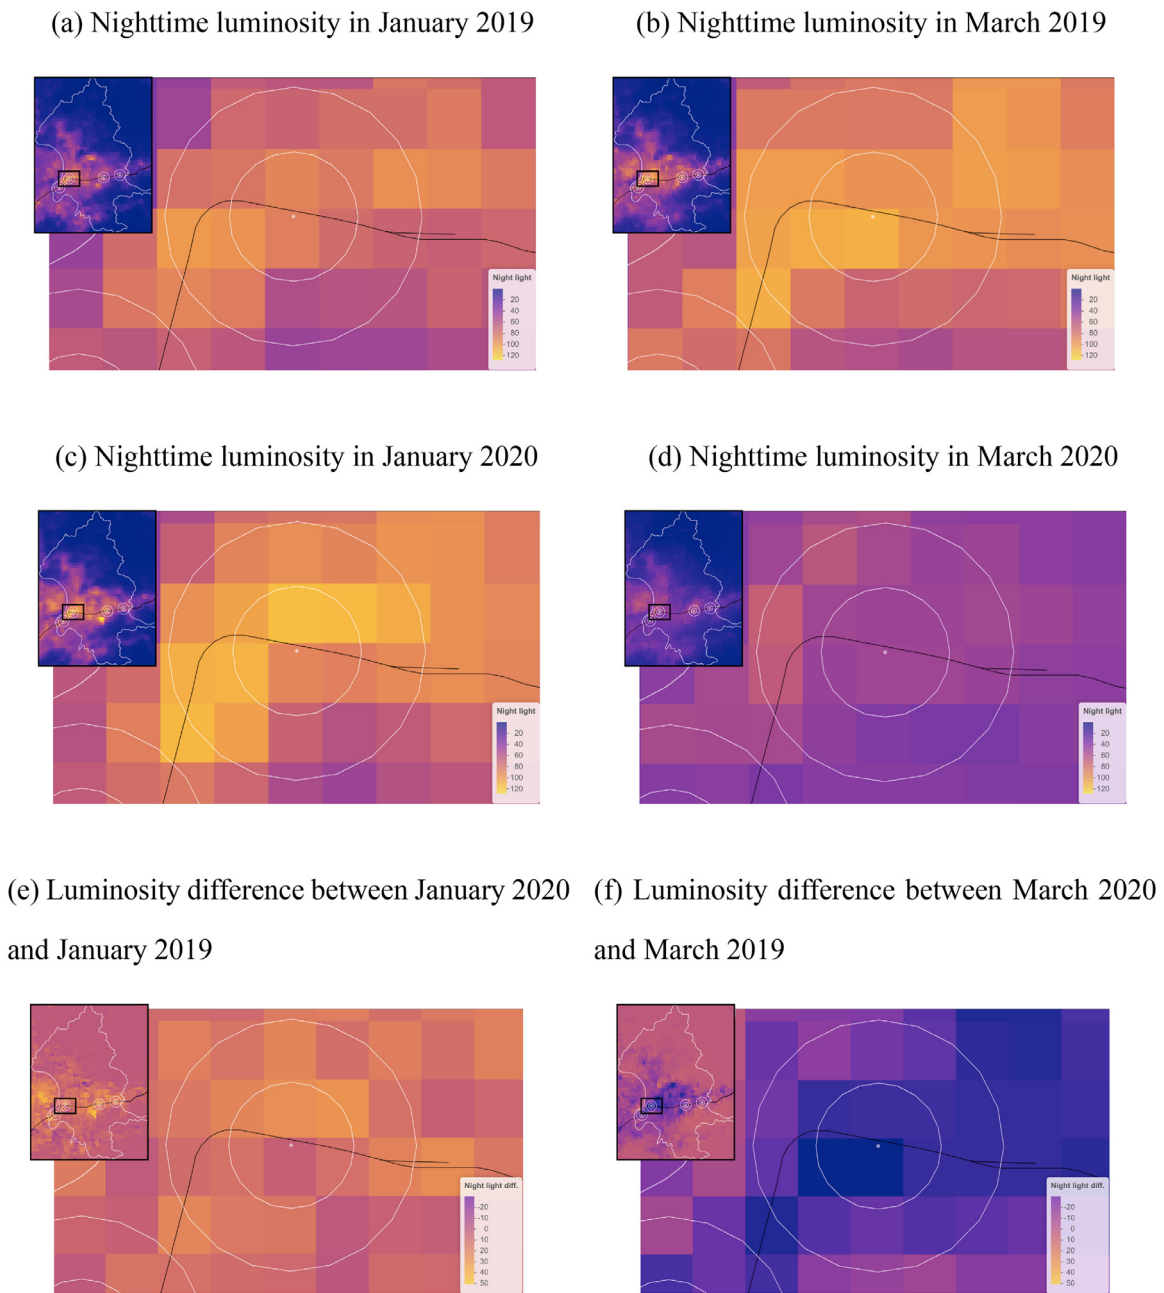 (a) Nighttime luminosity in January 2019
(b) Nighttime luminosity in March 2019
Night light
20
40
60
80
100
120
Night light
20
40
60
80
100
120
(c) Nighttime luminosity in January 2020
(d) Nighttime luminosity in March 2020
Night light
20
40
60
80
100
120
Night light
20
40
60
80
100
120
(e) Luminosity difference between January 2020
and January 2019
(f) Luminosity difference between March 2020
and March 2019
Night light diff.
-20
-10
0
10
20
30
40
50
Night light diff.
-20
-10
0
10
20
30
40
50